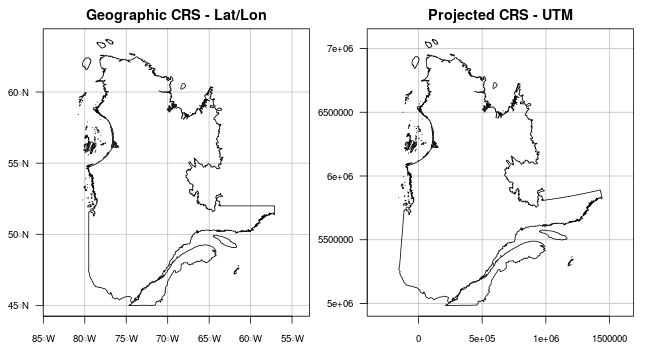 Geographic CRS - Lat/Lon
60°N
55°N
50°N
45°N
85°W
80°W
75°W
70°W
65°W
60°W
55°W
Projected CRS - UTM
7e+06
6500000
6e+06
5500000
5e+06
0
5e+05
1e+06
1500000